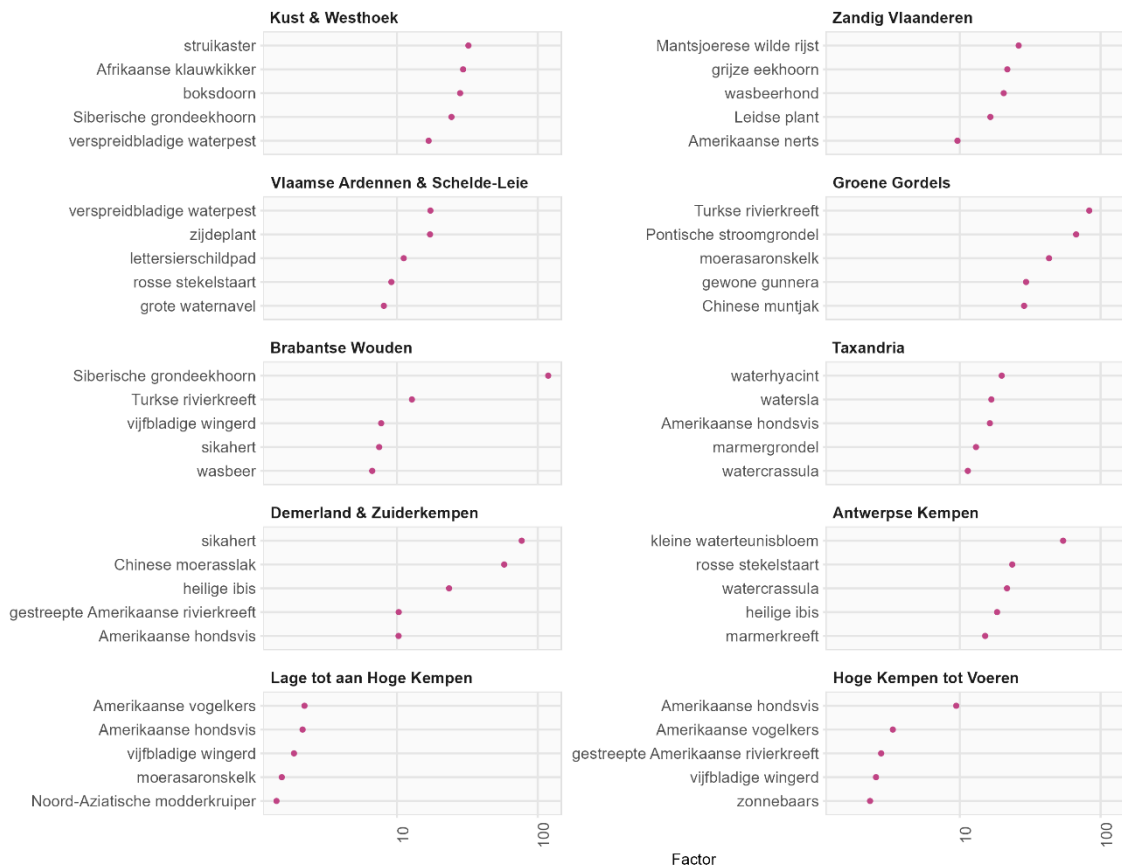 Kust & Westhoek
struikaster
Afrikaanse klauwkikker
boksdoorn
Siberische grondeekhoorn
verspreidbladige waterpest
Zandig Vlaanderen
Mantsjoerese wilde rijst
grijze eekhoorn
wasbeerhond
Leidse plant
Amerikaanse nerts
Vlaamse Ardennen & Schelde-Leie
verspreidbladige waterpest
zijdeplant
lettersierschildpad
rosse stekelstaart
grote waternavel
Groene Gordels
Turkse rivierkreeft
Pontische stroomgrondel
moerasaronskelk
gewone gunnera
Chinese muntjak
Brabantse Wouden
Siberische grondeekhoorn
Turkse rivierkreeft
vijfbladige wingerd
sikahert
wasbeer
Taxandria
waterhyacint
watersla
Amerikaanse hondsvis
marmergrondel
watercrassula
Demerland & Zuiderkempen
sikahert
Chinese moerasslak
heilige ibis
gestreepte Amerikaanse rivierkreeft
Amerikaanse hondsvis
Antwerpse Kempen
kleine waterteunisbloem
rosse stekelstaart
watercrassula
heilige ibis
marmerkreeft
Lage tot aan Hoge Kempen
Amerikaanse vogelkers
Amerikaanse hondsvis
vijfbladige wingerd
moerasaronskelk
Noord-Aziatische modderkruiper
10
100
Hoge Kempen tot Voeren
Amerikaanse hondsvis
Amerikaanse vogelkers
gestreepte Amerikaanse rivierkreeft
vijfbladige wingerd
zonnebaars
10
100
Factor